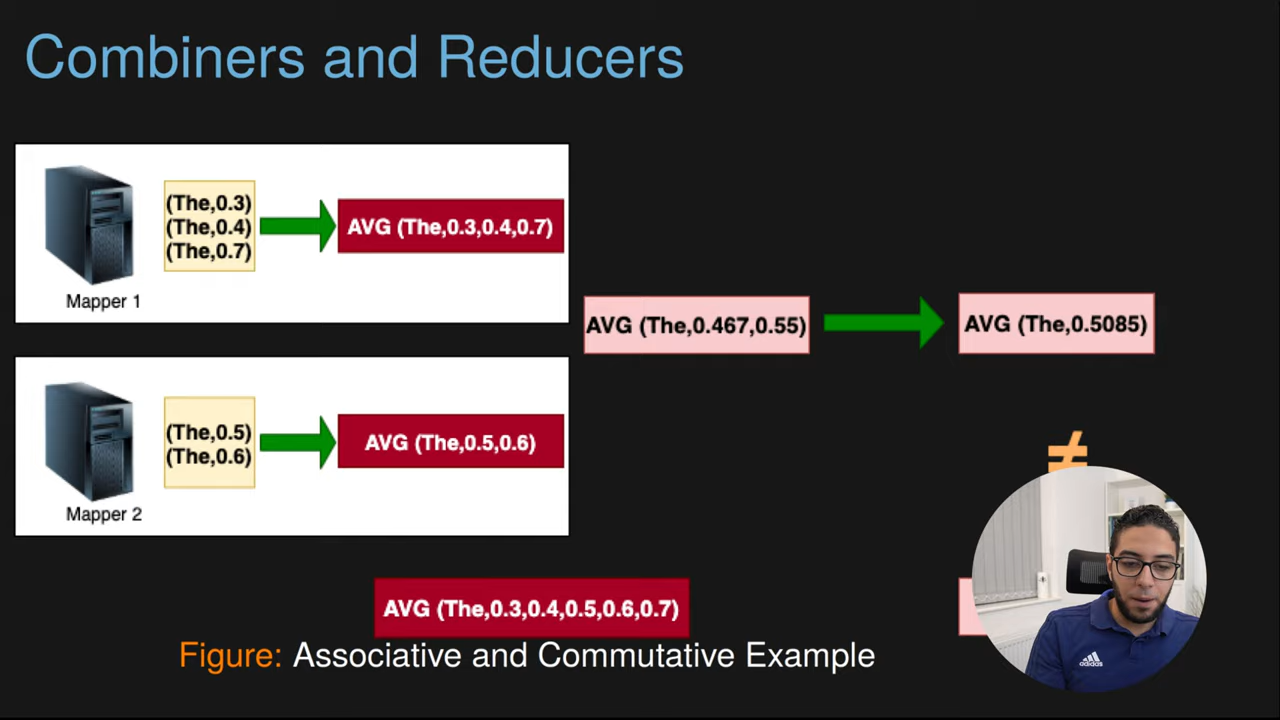 Combiners and Reducers
(The,0.3)
(The,0.4)
(The,0.7)
AVG (The,0.3,0.4,0.7)
Mapper 1
AVG (The,0.467,0.55)
AVG (The,0.5085)
(The,0.5)
(The,0.6)
AVG (The,0.5,0.6)
Mapper 2
≠
AVG (The,0.3,0.4,0.5,0.6,0.7)
Figure: Associative and Commutative Example
adidas